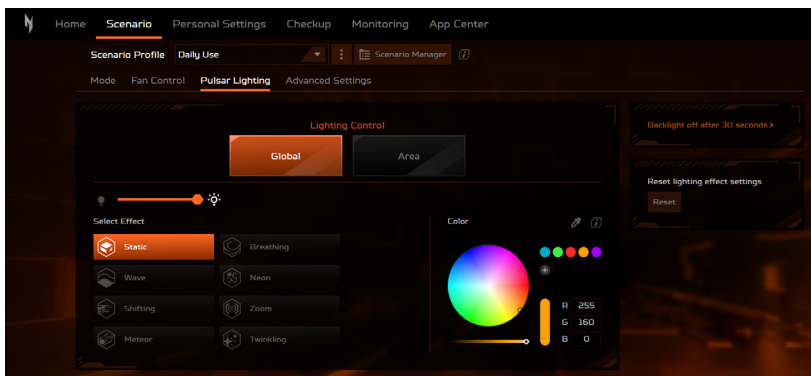 Home Scenario Personal Settings Checkup Monitoring App Center
Scenario Profile Daily Use Scenario Manager
Mode Fan Control Pulsar Lighting Advanced Settings
Lighting Control
Global Area
Backlight off after 30 seconds >
Reset lighting effect settings
Reset
Select Effect
Static Breathing
Wave Neon
Shifting Zoom
Meteor Twinkling
Color
R 255
G 160
B 0